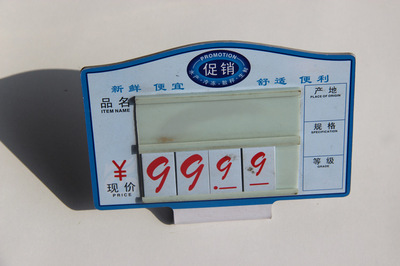 PROMOTION
促销
新鲜 便宜 舒适 便利
品名
ITEM NAME
产地
PLACE OF ORIGIN
规格
SPECIFICATION
等级
GRADE
¥
现价
PRICE
999.9